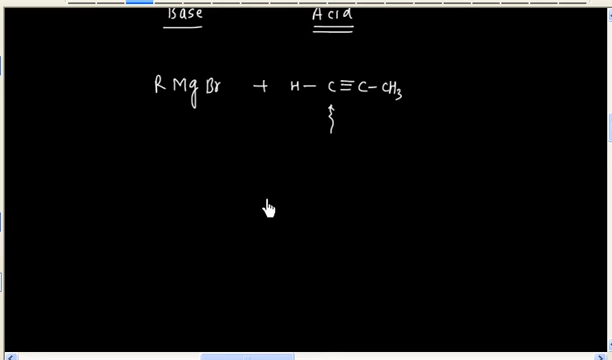 Base Acid
R Mg Br + H — C ≡ C - CH₃